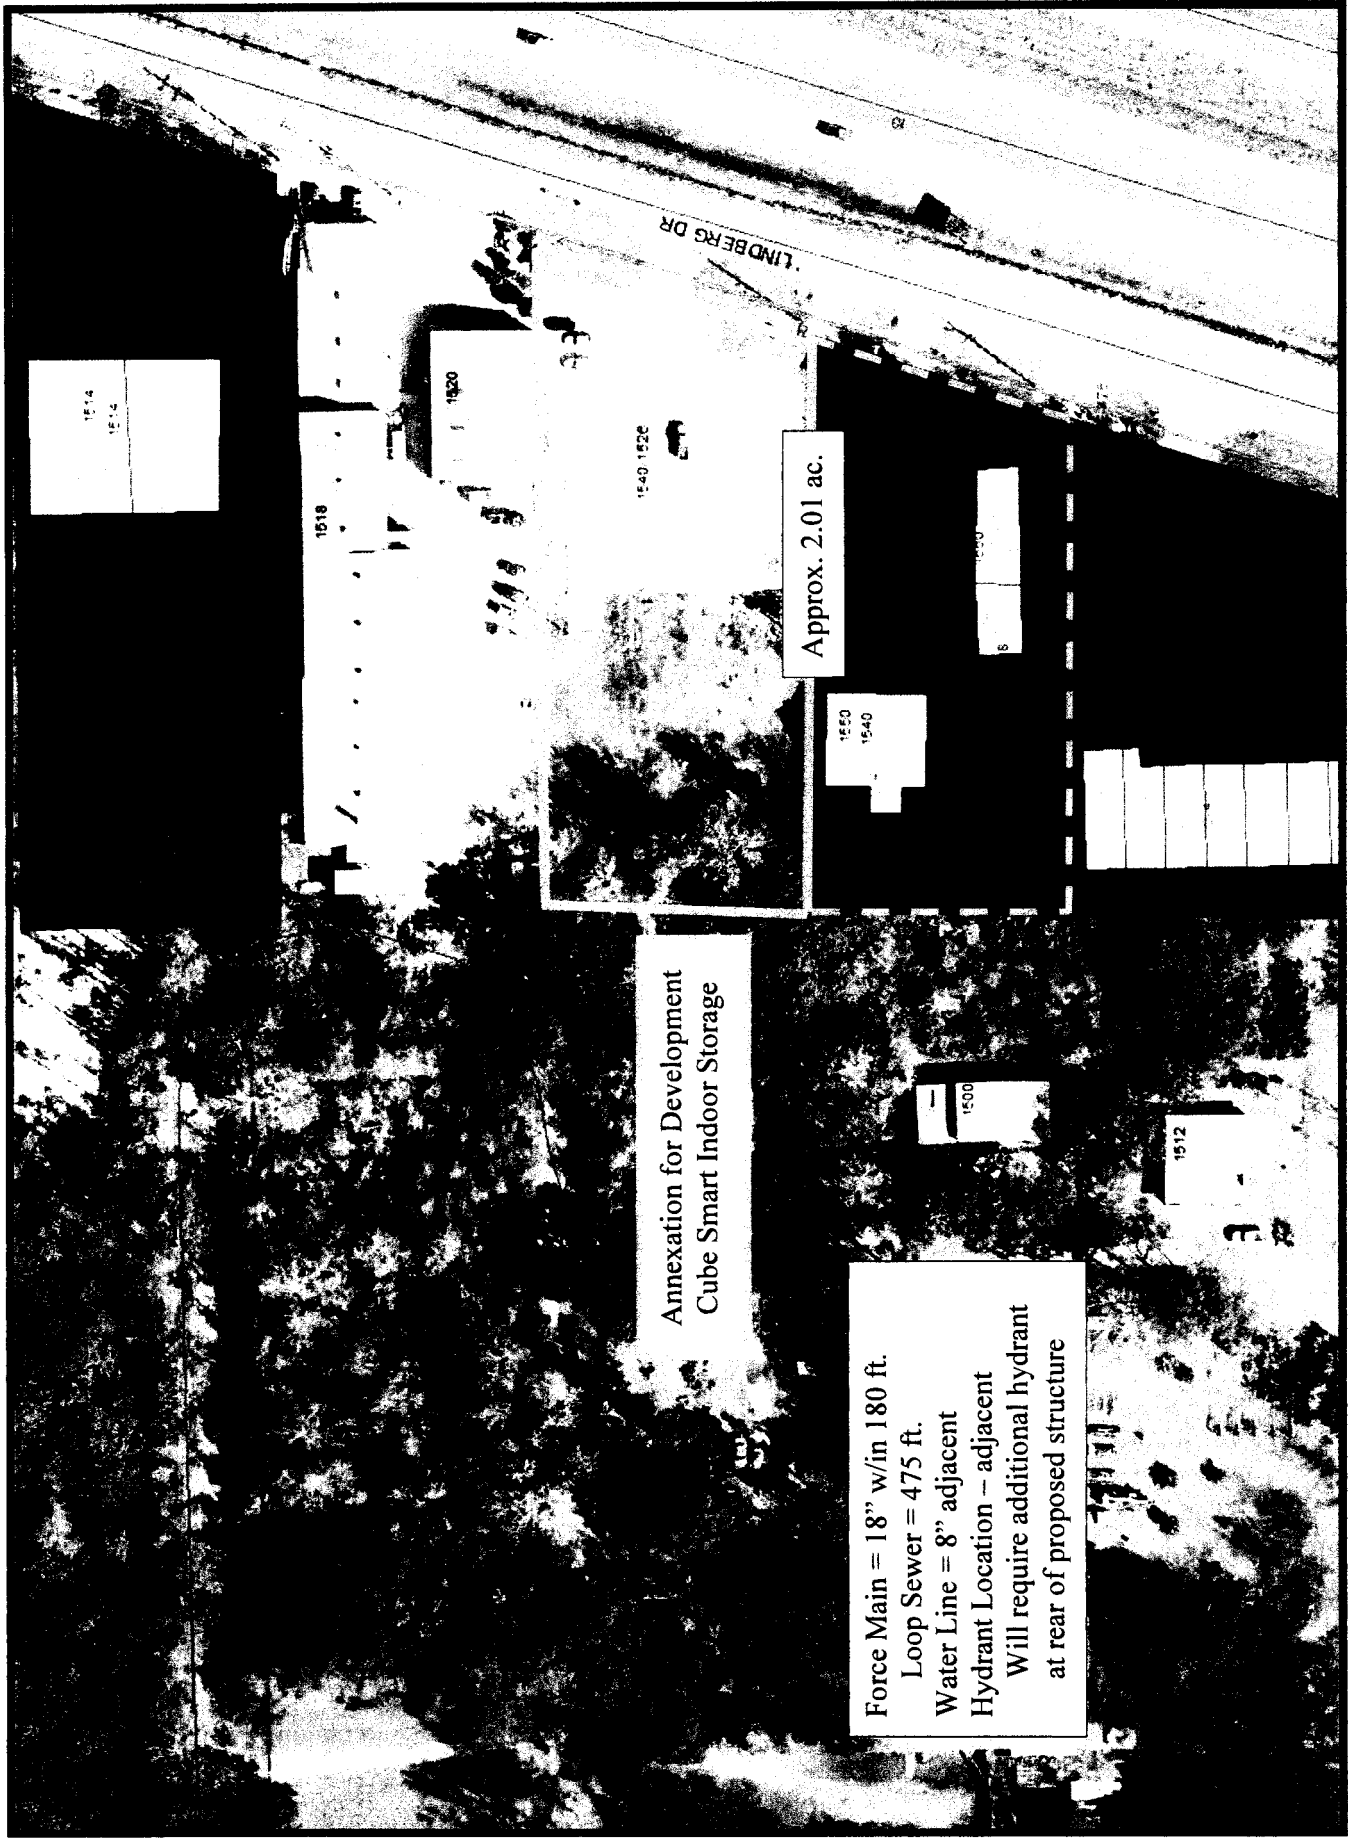 LINDBERG DR
1514
1514
1518
1520
1540 1526
Approx. 2.01 ac.
1550
1540
6
Annexation for Development
Cube Smart Indoor Storage
1500
1512
Force Main = 18” w/in 180 ft.
Loop Sewer = 475 ft.
Water Line = 8” adjacent
Hydrant Location – adjacent
Will require additional hydrant
at rear of proposed structure